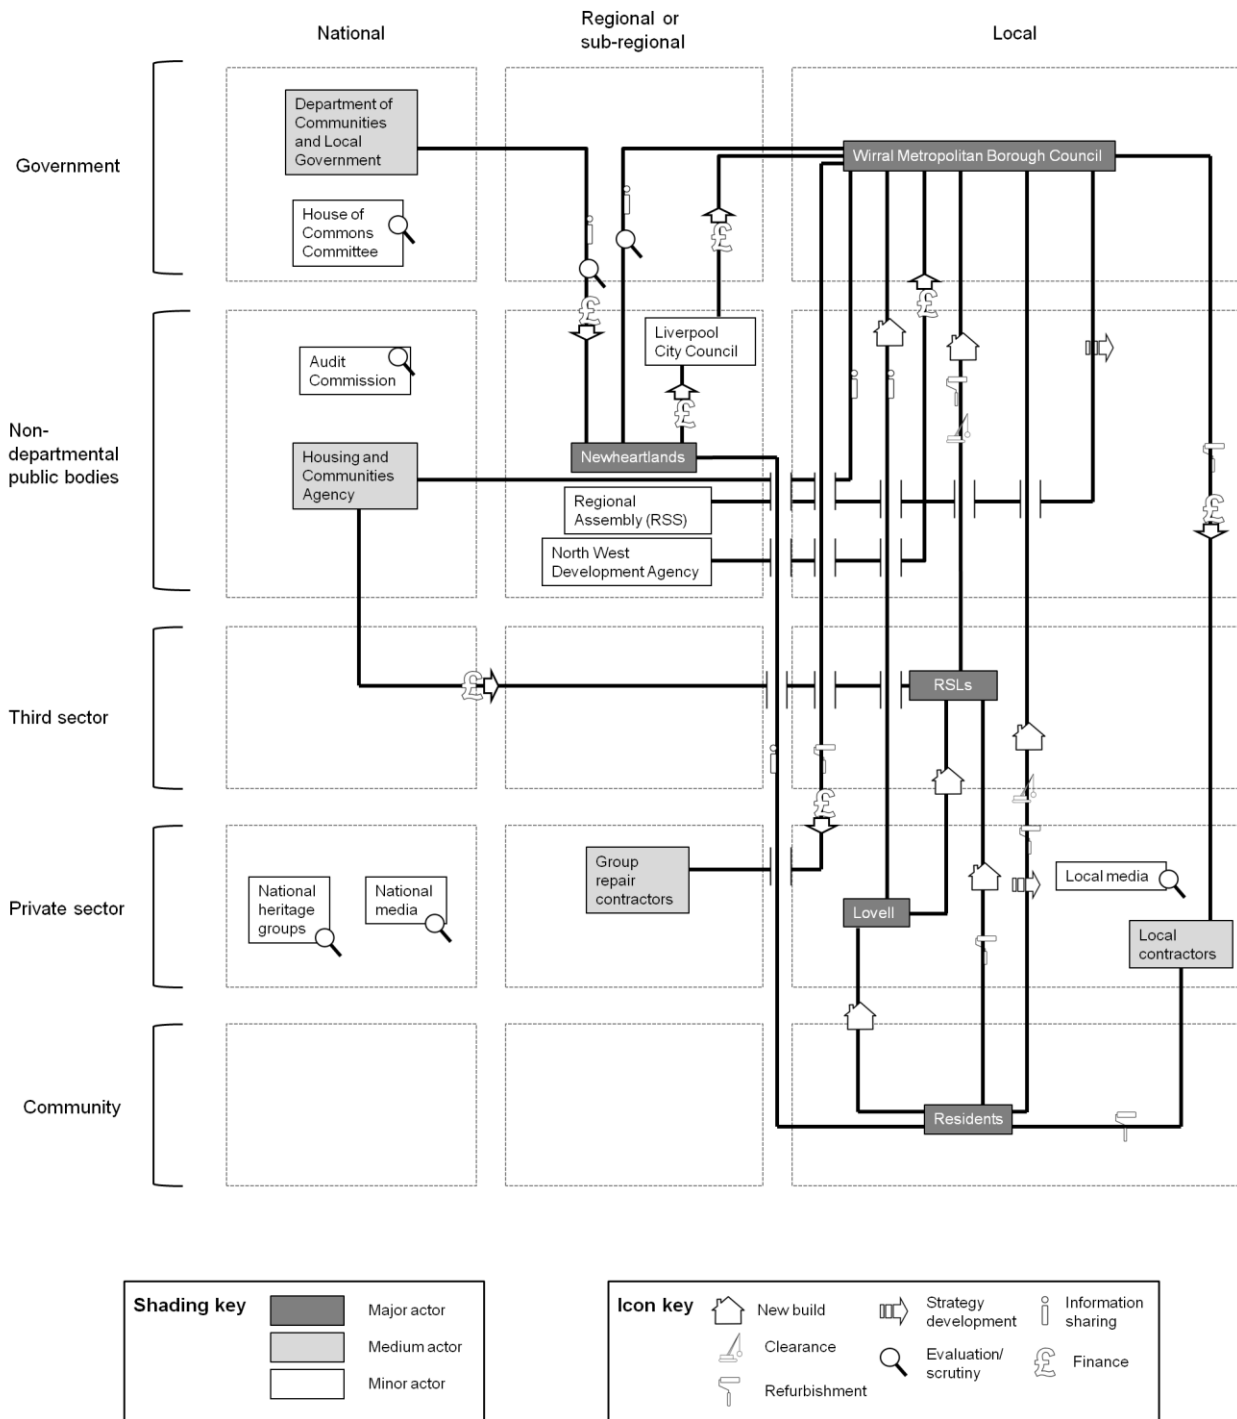 National
Regional or
sub-regional
Local
Government
Department of
Communities
and Local
Government
Wirral Metropolitan Borough Council
House of
Commons
Committee
Non-
departmental
public bodies
Liverpool
City Council
Audit
Commission
Newheartlands
Housing and
Communities
Agency
Regional
Assembly (RSS)
North West
Development Agency
Third sector
RSLs
Private sector
Group
repair
contractors
National
heritage
groups
National
media
Local media
Lovell
Local
contractors
Community
Residents
Shading key
Major actor
Medium actor
Minor actor
Icon key
New build
Strategy
development
Information
sharing
Clearance
Evaluation/
scrutiny
Finance
Refurbishment